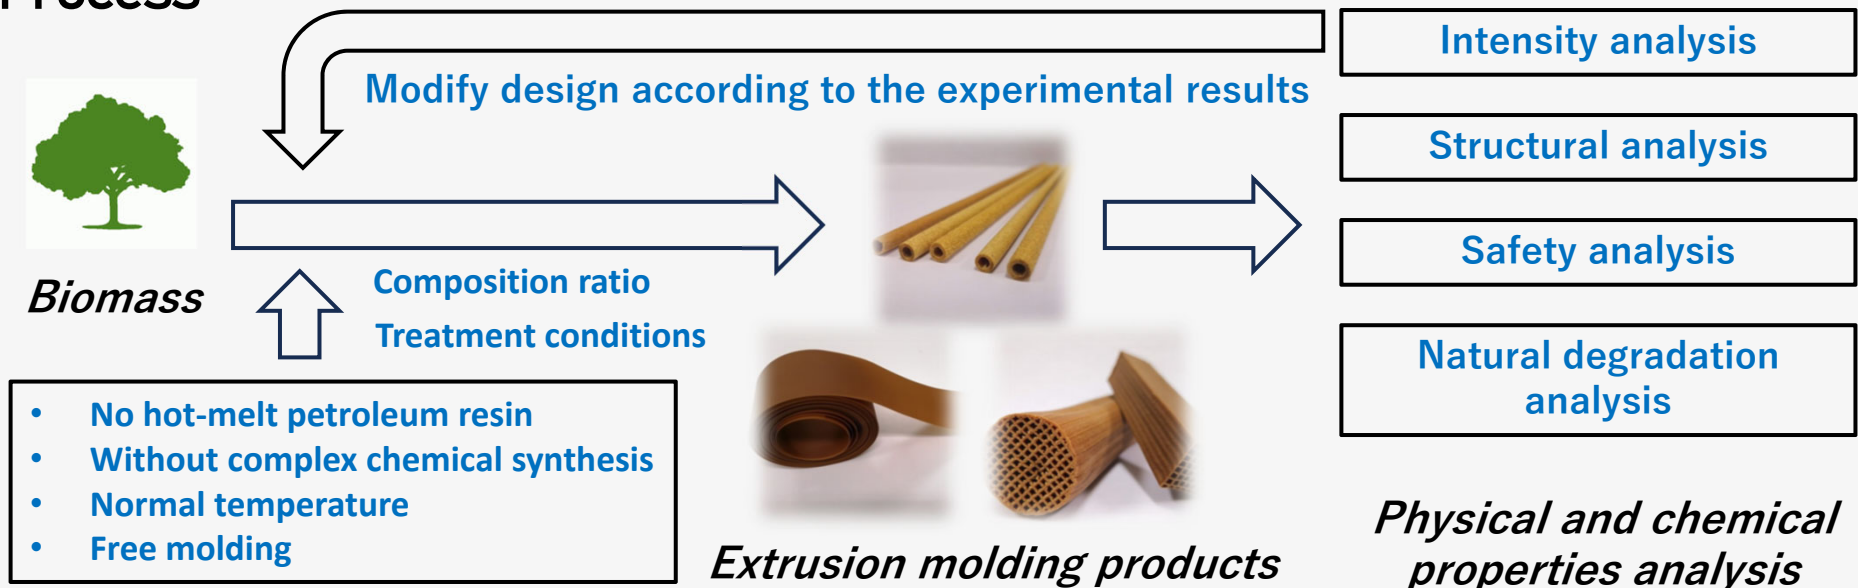 Process
Intensity analysis
Modify design according to the experimental results
Structural analysis
Safety analysis
Biomass
Composition ratio
Treatment conditions
Natural degradation
analysis
• No hot-melt petroleum resin
• Without complex chemical synthesis
• Normal temperature
• Free molding
Extrusion molding products
Physical and chemical
properties analysis